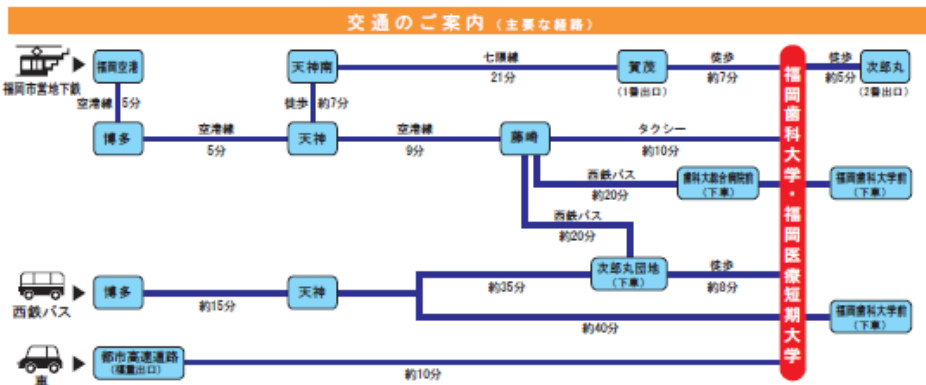 交通のご案内（主要な経路）
福岡市営地下鉄
福岡空港
空港線 5分
博多
空港線
5分
天神
徒歩 約7分
天神南
七隈線
21分
賀茂
(1番出口)
徒歩
約7分
徒歩
約5分
次郎丸
(2番出口)
空港線
9分
藤崎
タクシー
約10分
西鉄バス
約20分
歯科大総合病院前
(下車)
福岡歯科大学前
(下車)
西鉄バス
約20分
次郎丸団地
(下車)
徒歩
約8分
西鉄バス
博多
約15分
天神
約35分
約40分
福岡歯科大学前
(下車)
車
都市高速道路
(福重出口)
約10分
福岡歯科大学・福岡医療短期大学